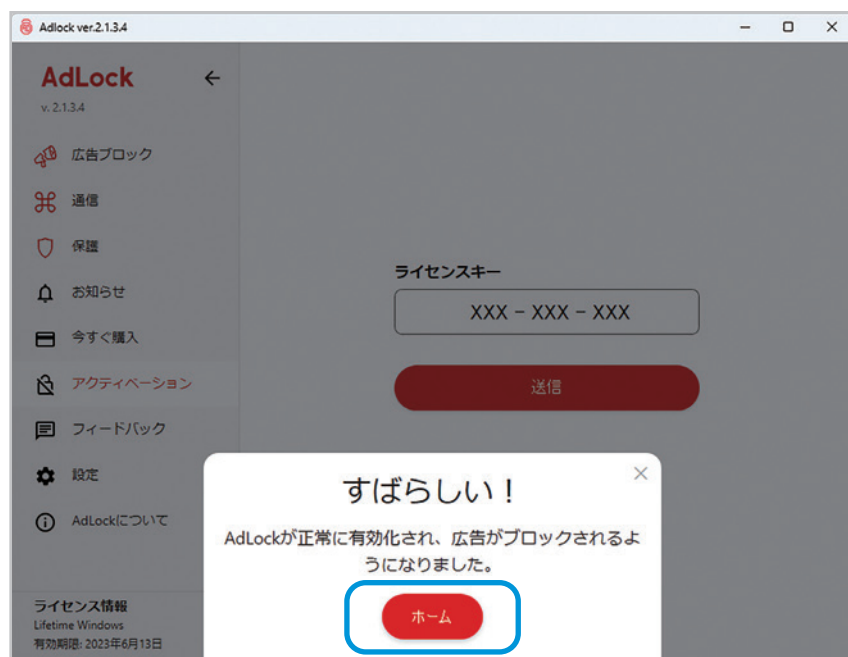 Adlock ver.2.1.3.4
AdLock
v. 2.1.3.4
広告ブロック
通信
保護
お知らせ
今すぐ購入
アクティベーション
フィードバック
設定
AdLockについて
ライセンス情報
Lifetime Windows
有効期限: 2023年6月13日
ライセンスキー
XXX - XXX - XXX
送信
すばらしい！
AdLockが正常に有効化され、広告がブロックされるよ
うになりました。
ホーム